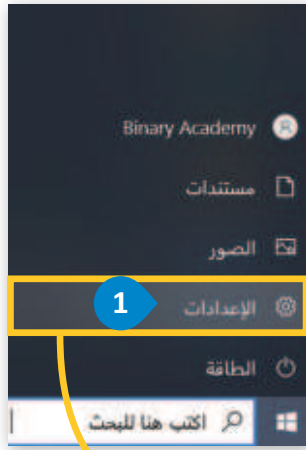 Binary Academy
مستندات
الصور
الإعدادات
1
الطاقة
اكتب هنا للبحث